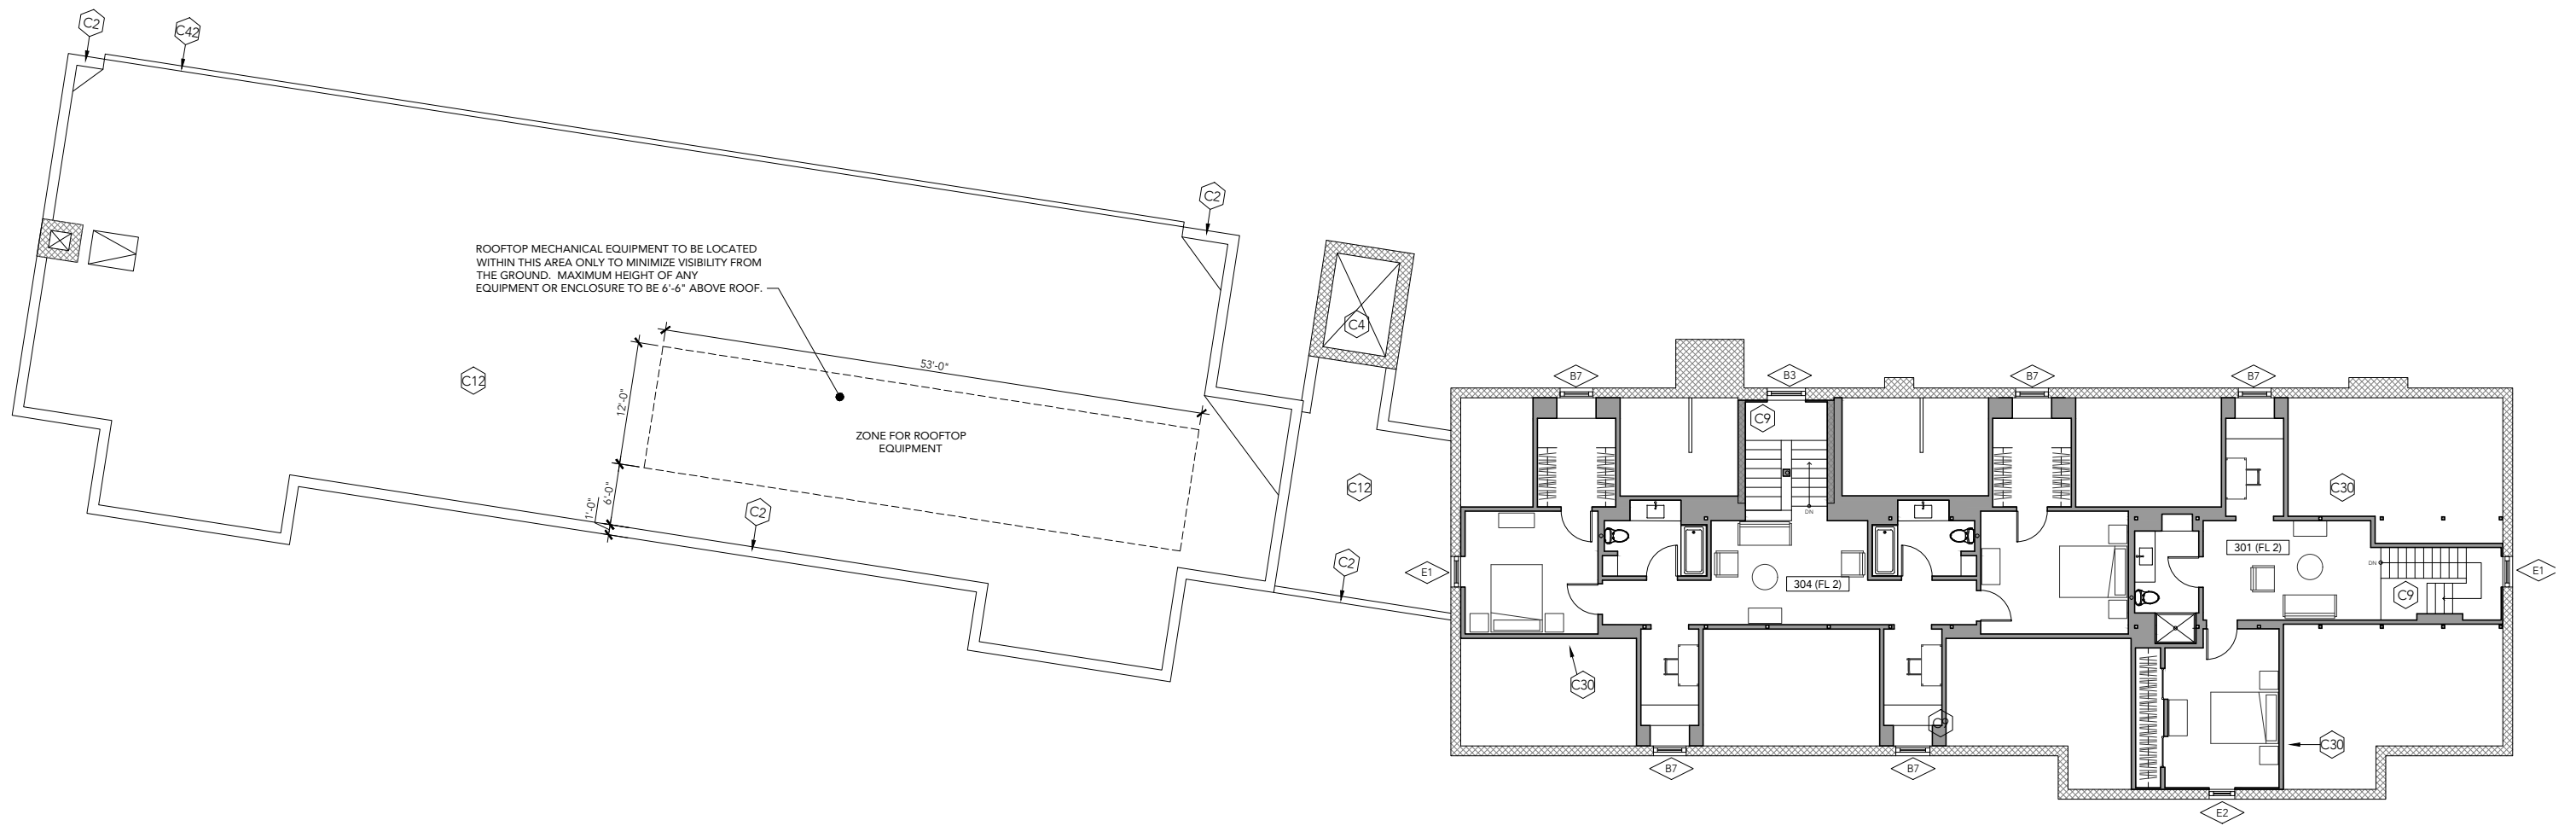 C2
C42
C2
ROOFTOP MECHANICAL EQUIPMENT TO BE LOCATED
WITHIN THIS AREA ONLY TO MINIMIZE VISIBILITY FROM
THE GROUND.  MAXIMUM HEIGHT OF ANY
EQUIPMENT OR ENCLOSURE TO BE 6'-6" ABOVE ROOF.
C4
53'-0"
C12
12'-0"
B7
B3
B7
B7
C9
ZONE FOR ROOFTOP
EQUIPMENT
C12
C30
6'-0"
1'-0"
C2
DN
301 (FL 2)
C2
E1
304 (FL 2)
DN
E1
C9
C30
C9
C30
B7
B7
E2